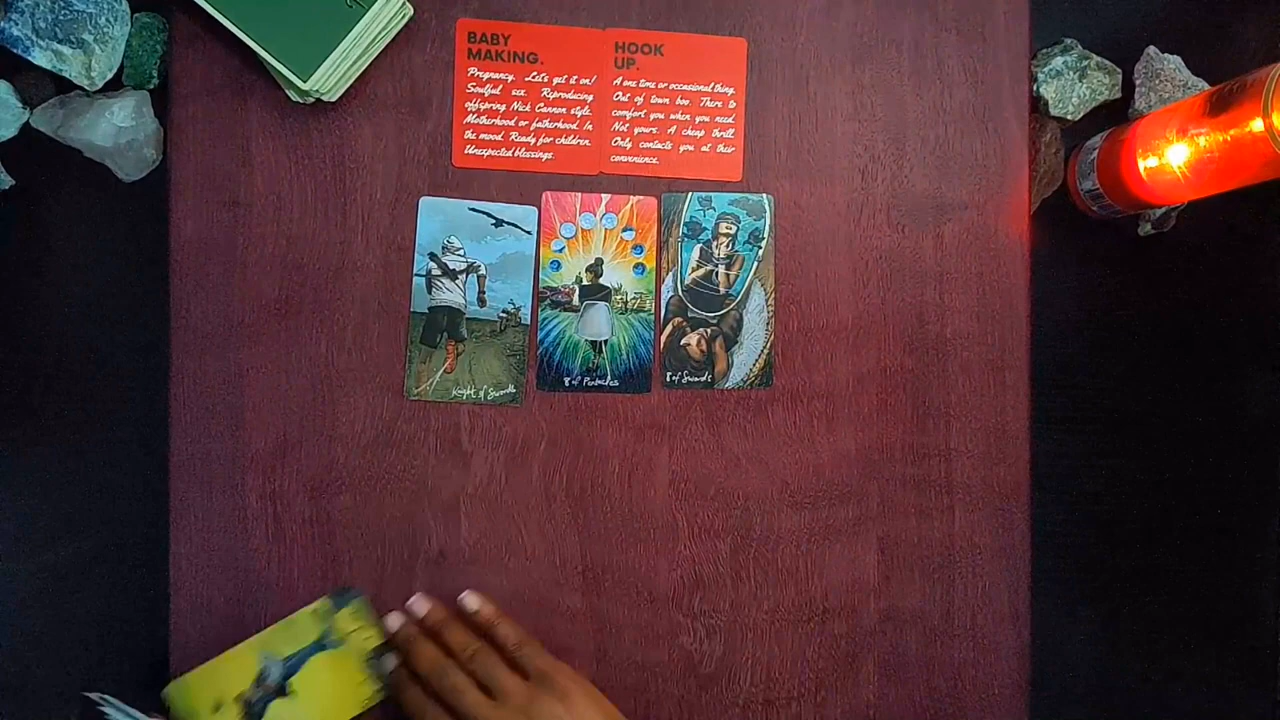 BABY
MAKING.
Pregnancy. Let's get it on!
Soulful sex. Reproducing
offspring Nick Cannon style.
Motherhood or fatherhood. In
the mood. Ready for children.
Unexpected blessings.
HOOK
UP.
A one time or occasional thing.
Out of town boo. There to
comfort you when you need.
Not yours. A cheap thrill.
Only contacts you at their
convenience.
Knight of Swords
8 of Pentacles
8 of Swords